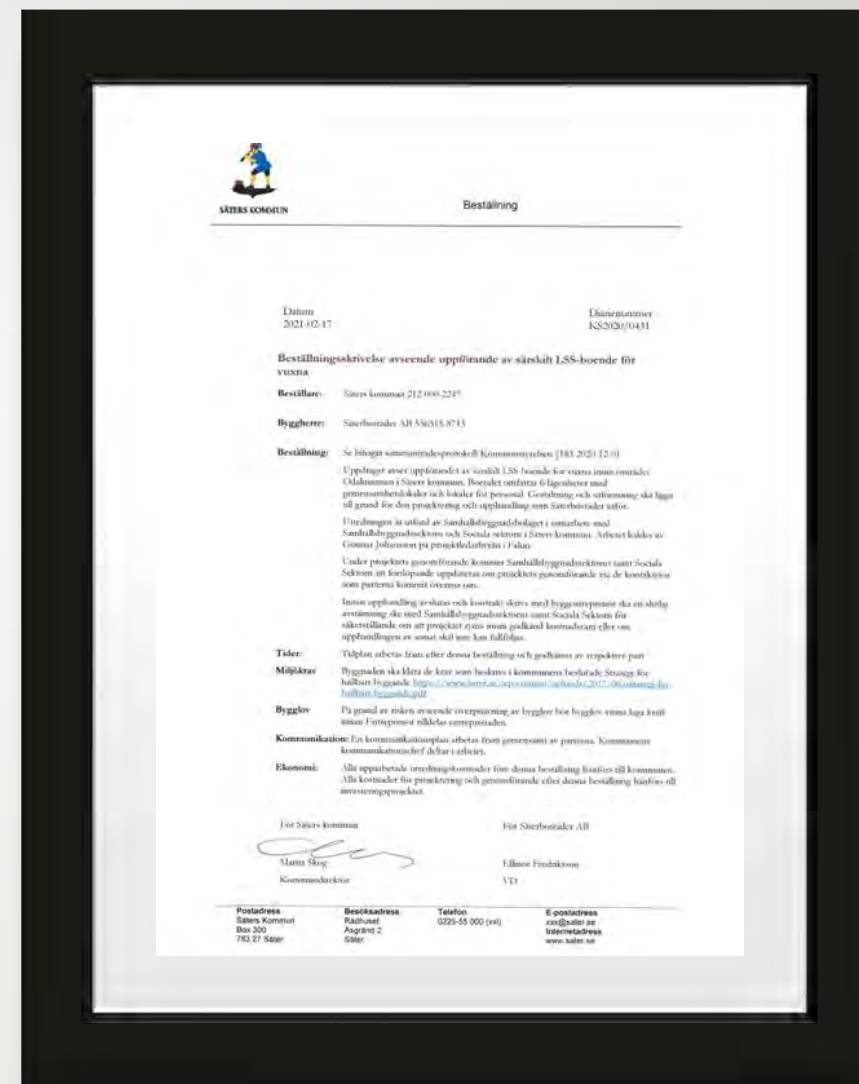 SÄTERS KOMMUN
Beställning
Datum
2021-02-17
Diarienummer
KS2020/0431
Beställningsskrivelse avseende uppförande av särskilt LSS-boende för
vuxna
Beställare: Säters kommun 212 000-2247
Byggherre: Säterbostäder AB
Beställning: Se bifogat sammanträdesprotokoll Kommunstyrelsen
Uppdraget avser uppförandet av särskilt LSS-boende för vuxna inom området
i Säters kommun. Boendet omfattar 6 lägenheter med
gemensamhetslokaler och lokaler för personal. Gestaltning och utformning ska ligga
till grund för den projektering och upphandling som Säterbostäder utför.
Utredningen är utförd av Samhällsbyggnadsbolaget i samarbete med
Samhällsbyggnadssektorn och Sociala sektorn i Säters kommun. Arbetet leddes av
Gunnar Johansson på projektledarbyrån i Falun.
Under projektets genomförande kommer Samhällsbyggnadssektorn samt Sociala
Sektorn att fortlöpande uppdateras om projektets genomförande via de
som parterna kommit överens om.
Innan upphandling avslutas och kontrakt skrivs med byggentreprenör ska en slutlig
avstämning ske med Samhällsbyggnadssektorn samt Sociala Sektorn för
säkerställande om att projektet ryms inom godkänd kostnadsram eller om
upphandlingen av annat skäl inte kan fullföljas.
Tider: Tidplan arbetas fram efter denna beställning och godkänns av respektive part
Miljökrav Byggnaden ska klara de krav som beskrivs i kommunens beslutade Strategi för
hållbart byggande
Bygglov På grund av risken avseende överprövning av bygglov bör bygglov vinna laga kraft
innan Entreprenör tilldelas entreprenaden.
Kommunikation: En kommunikationsplan arbetas fram gemensamt av parterna. Kommunens
kommunikationschef deltar i arbetet.
Ekonomi: Alla upparbetade utredningskostnader före denna beställning hänförs till kommunen.
Alla kostnader för projektering och genomförande efter denna beställning hänförs till
investeringsprojektet.
För Säters kommun
För Säterbostäder AB
Skog
Ellinor Fredriksson
Kommundirektör
VD
Postadress
Säters Kommun
Box 300
783 27 Säter
Besöksadress
Rådhuset
Åsgränd 2
Säter
Telefon
0225-55 000 (vxl)
E-postadress
xxx@sater.se
Internetadress
www.sater.se